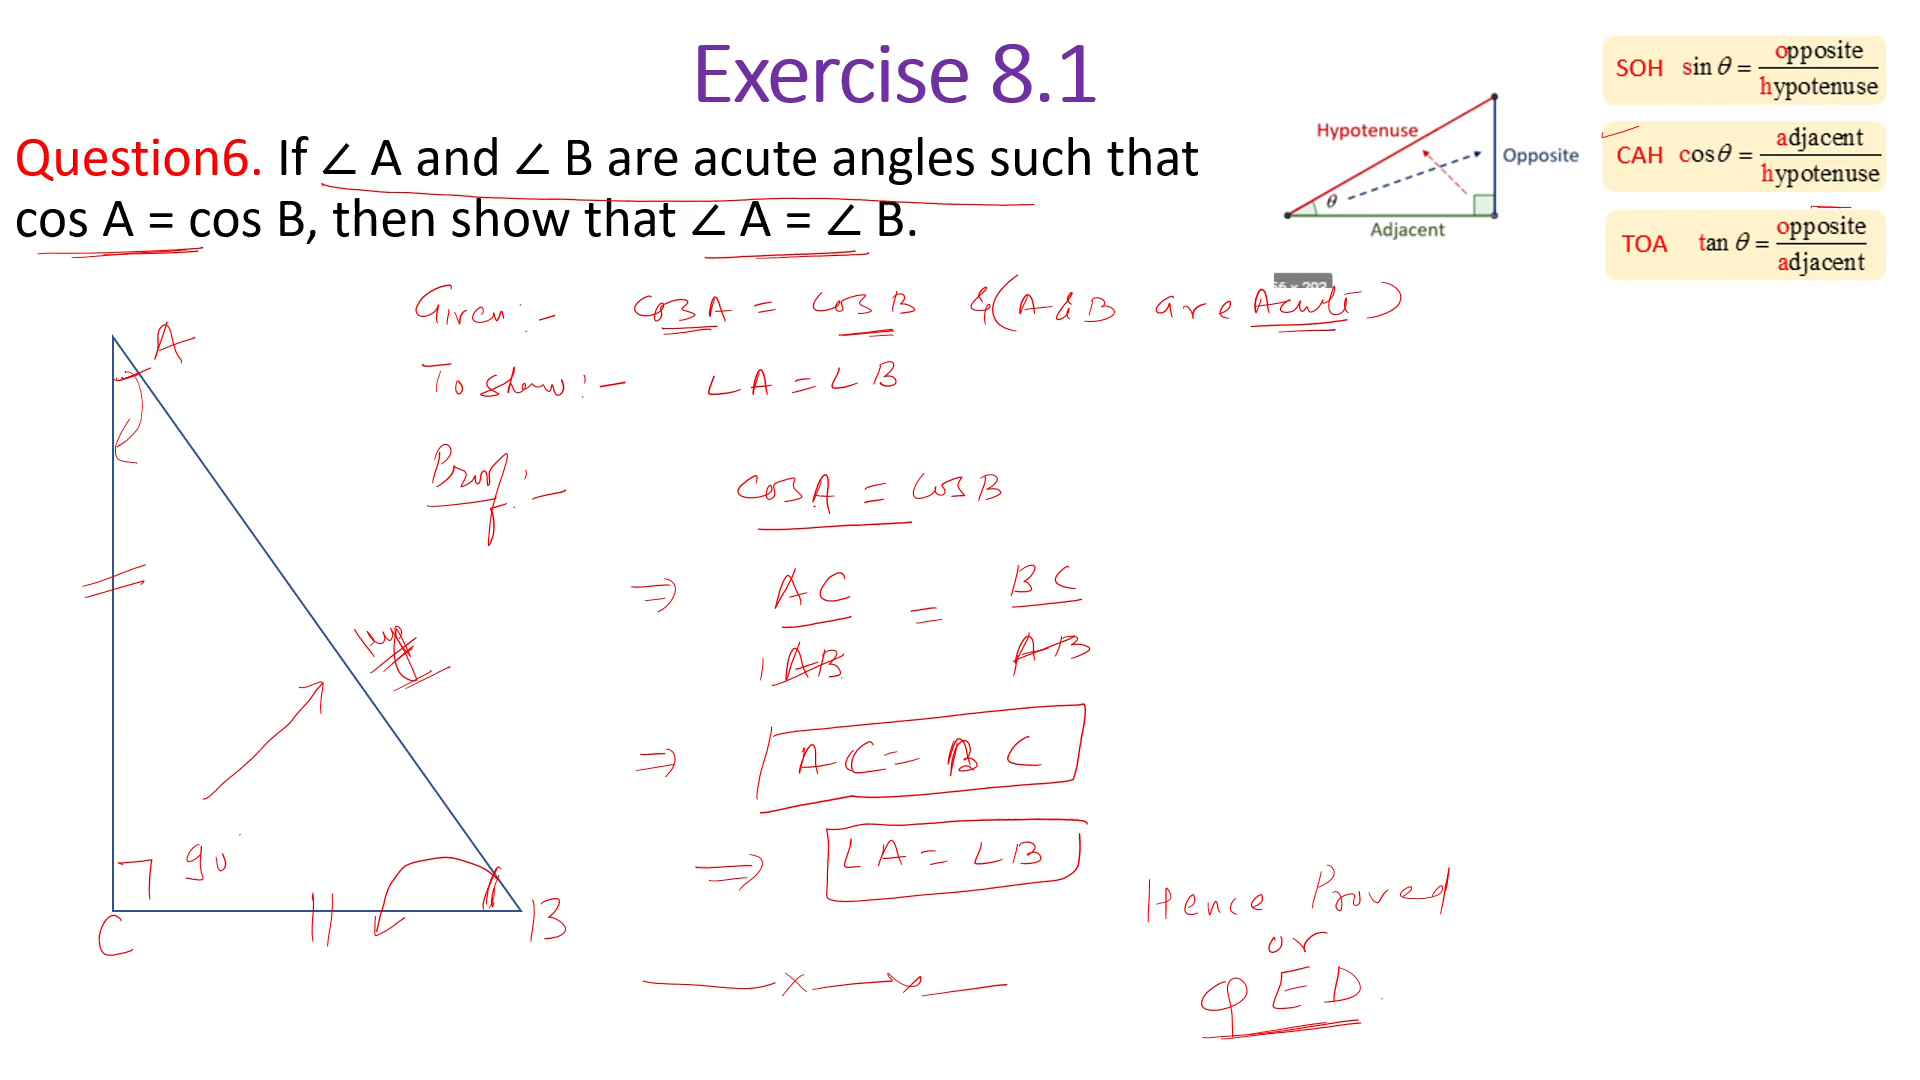 Exercise 8.1
Question6. If ∠ A and ∠ B are acute angles such that
cos A = cos B, then show that ∠ A = ∠ B.
Hypotenuse
Opposite
θ
Adjacent
SOH sin θ = opposite / hypotenuse
CAH cos θ = adjacent / hypotenuse
TOA tan θ = opposite / adjacent
Given :- cos A = cos B & (A & B are Acute)
To show :- ∠A = ∠B
Proof :-
cos A = cos B
⇒ AC / AB = BC / AB
⇒ AC = BC
⇒ ∠A = ∠B
Hence Proved
or
QED.
A
Hyp
90°
C
B